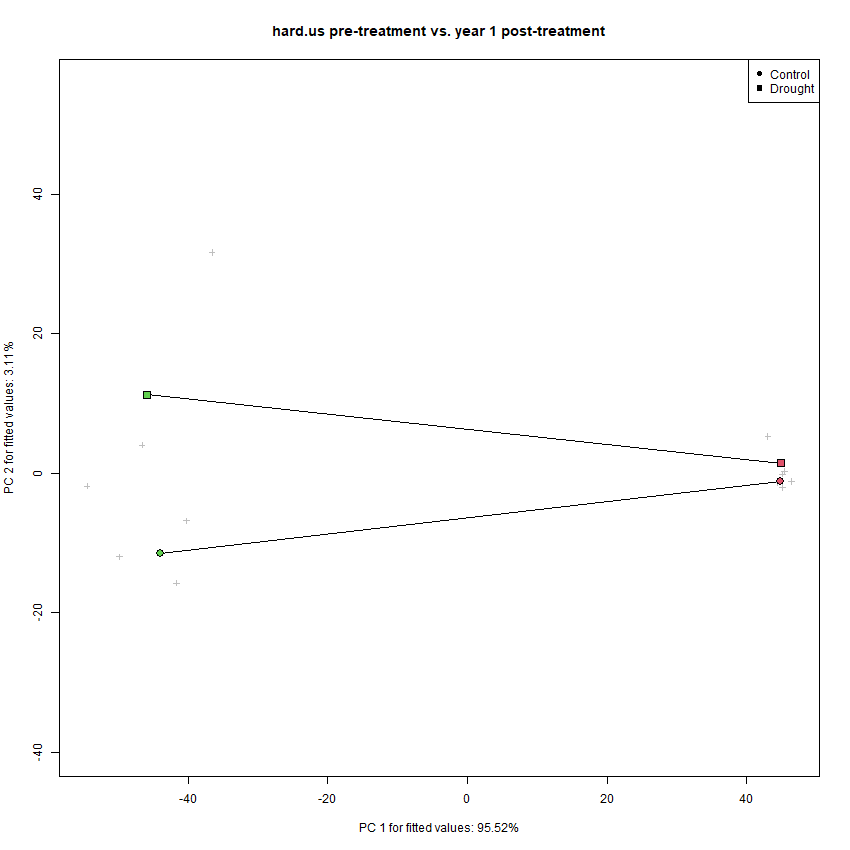 hard.us pre-treatment vs. year 1 post-treatment
Control
Drought
PC 2 for fitted values: 3.11%
40
20
0
-20
-40
-40
-20
0
20
40
PC 1 for fitted values: 95.52%